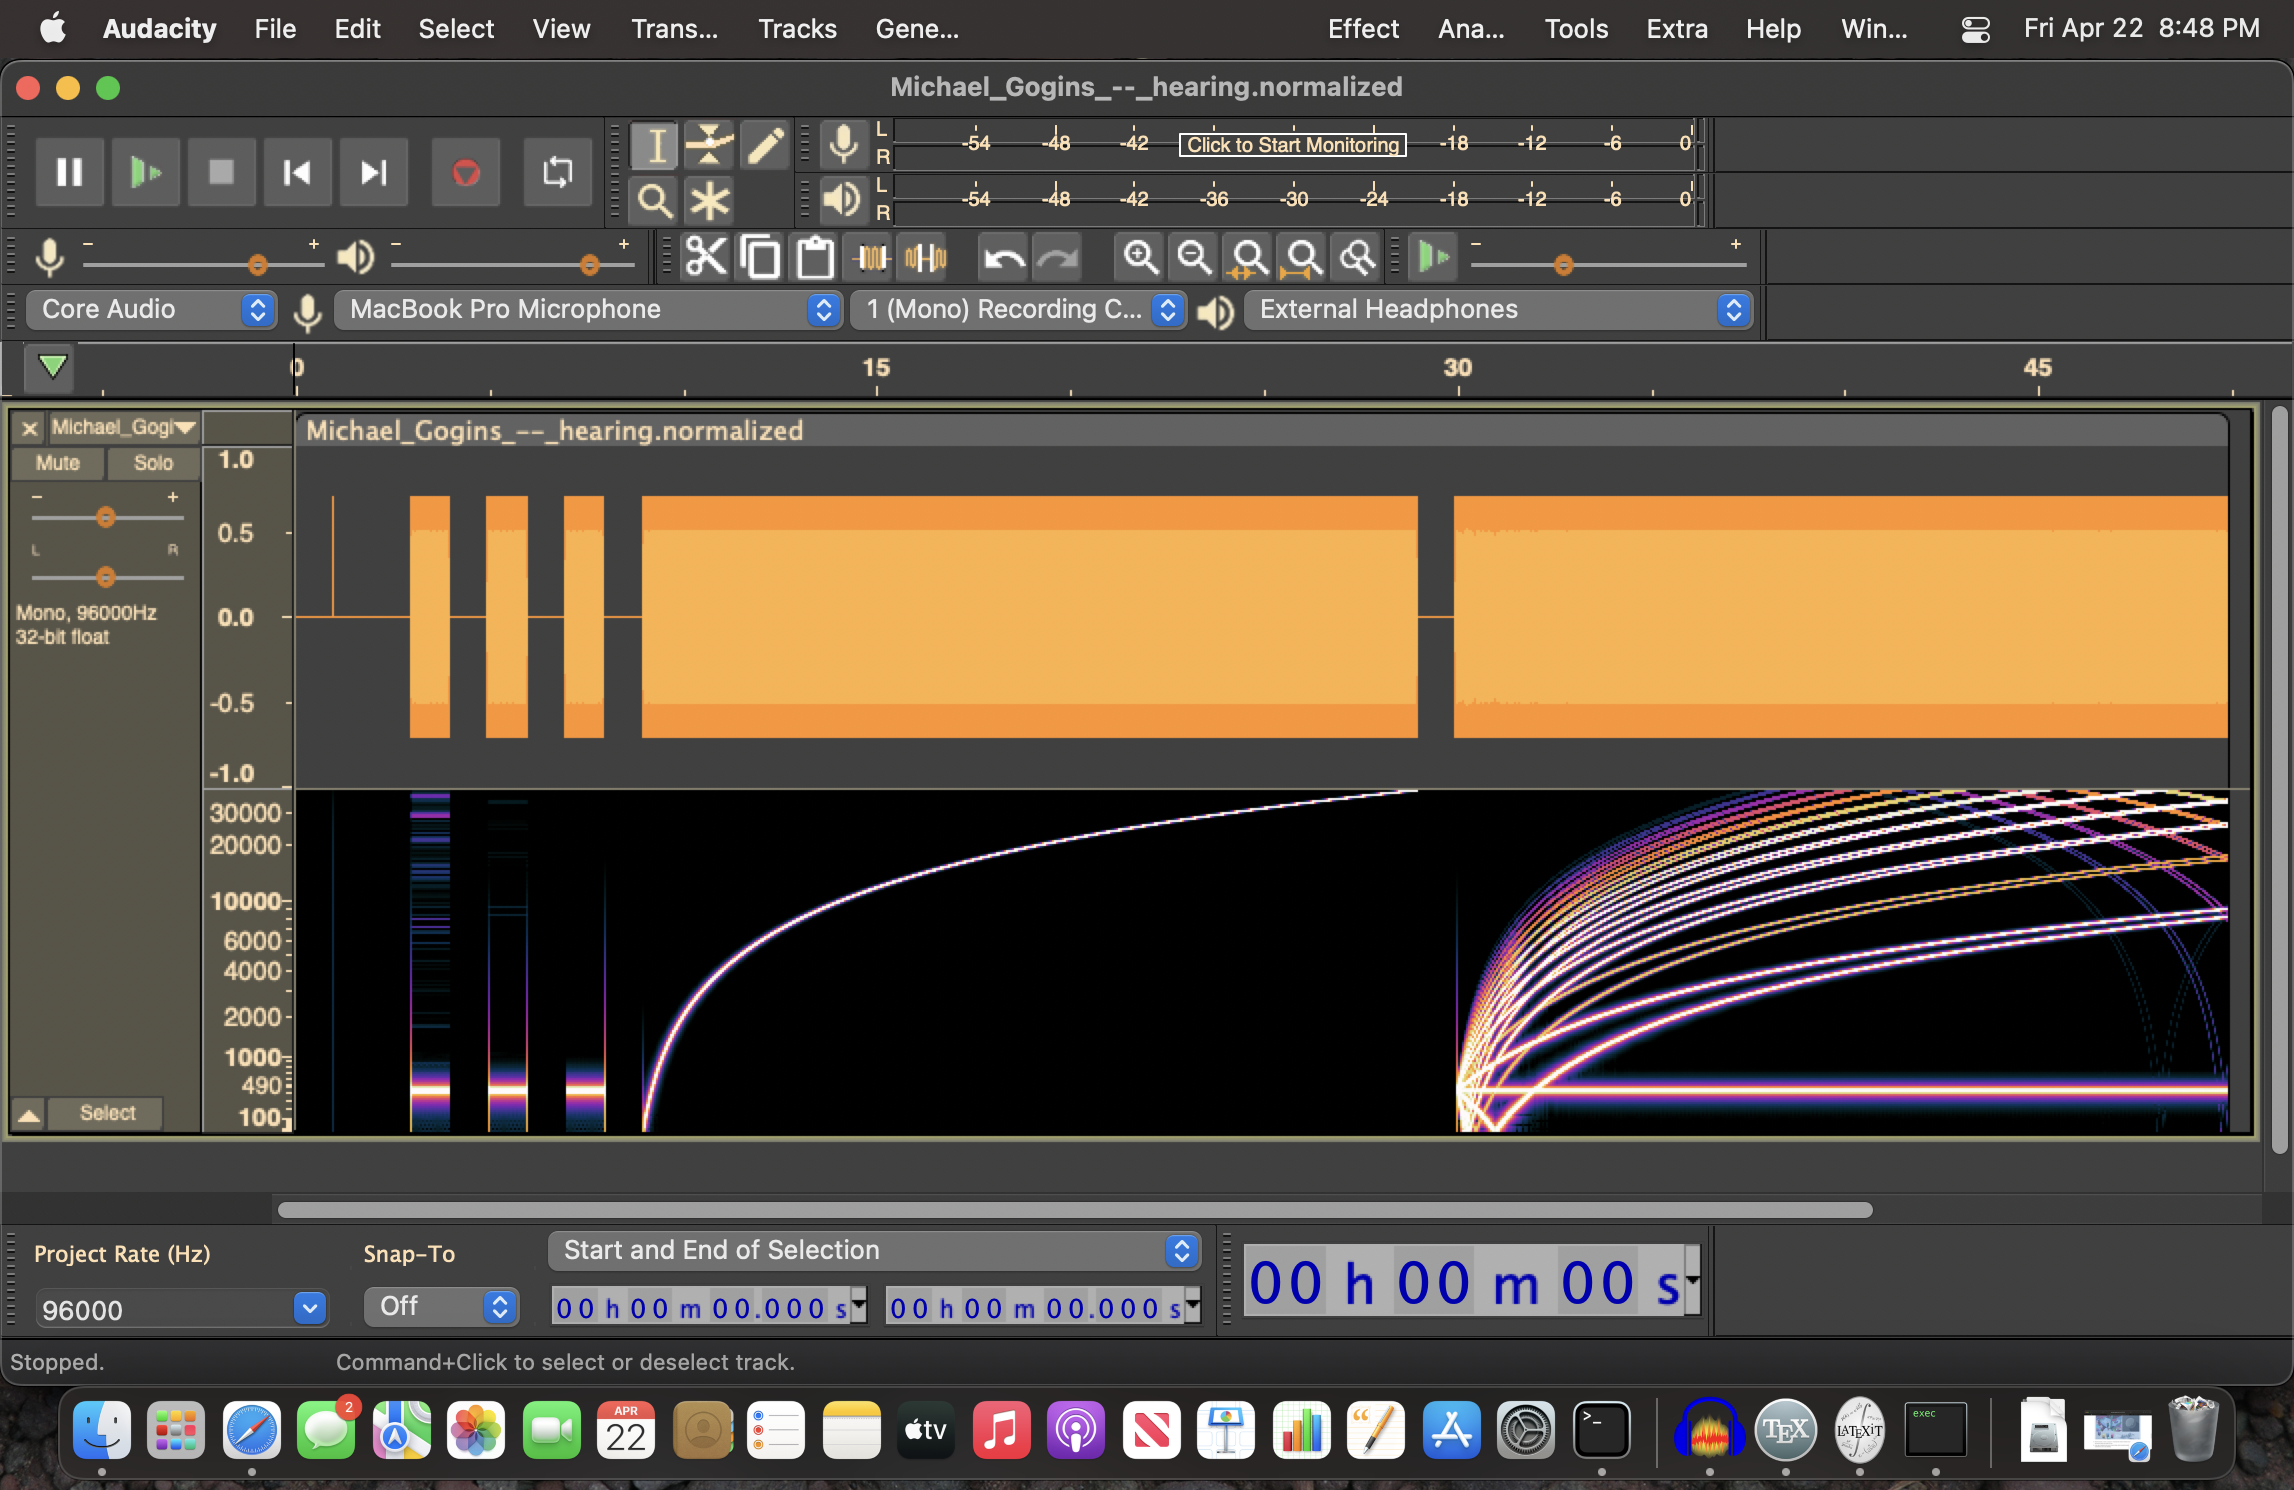 Audacity File Edit Select View Trans... Tracks Gene... Effect Ana... Tools Extra Help Win... Fri Apr 22 8:48 PM
Michael_Gogins_--_hearing.normalized
L -54 -48 -42 Click to Start Monitoring -18 -12 -6 0
R
L -54 -48 -42 -36 -30 -24 -18 -12 -6 0
R
- + - + - +
Core Audio MacBook Pro Microphone 1 (Mono) Recording C... External Headphones
0 15 30 45
Michael_Gogi Michael_Gogins_--_hearing.normalized
Mute Solo 1.0
- +
0.5
L R
0.0
Mono, 96000Hz
32-bit float
-0.5
-1.0
30000
20000
10000
6000
4000
2000
1000
490
Select 100
Project Rate (Hz) Snap-To Start and End of Selection
96000 Off 00 h 00 m 00.000 s 00 h 00 m 00.000 s 00 h 00 m 00 s
Stopped. Command+Click to select or deselect track.
2
APR
22
tv
>_
TEX
LATEXiT
exec